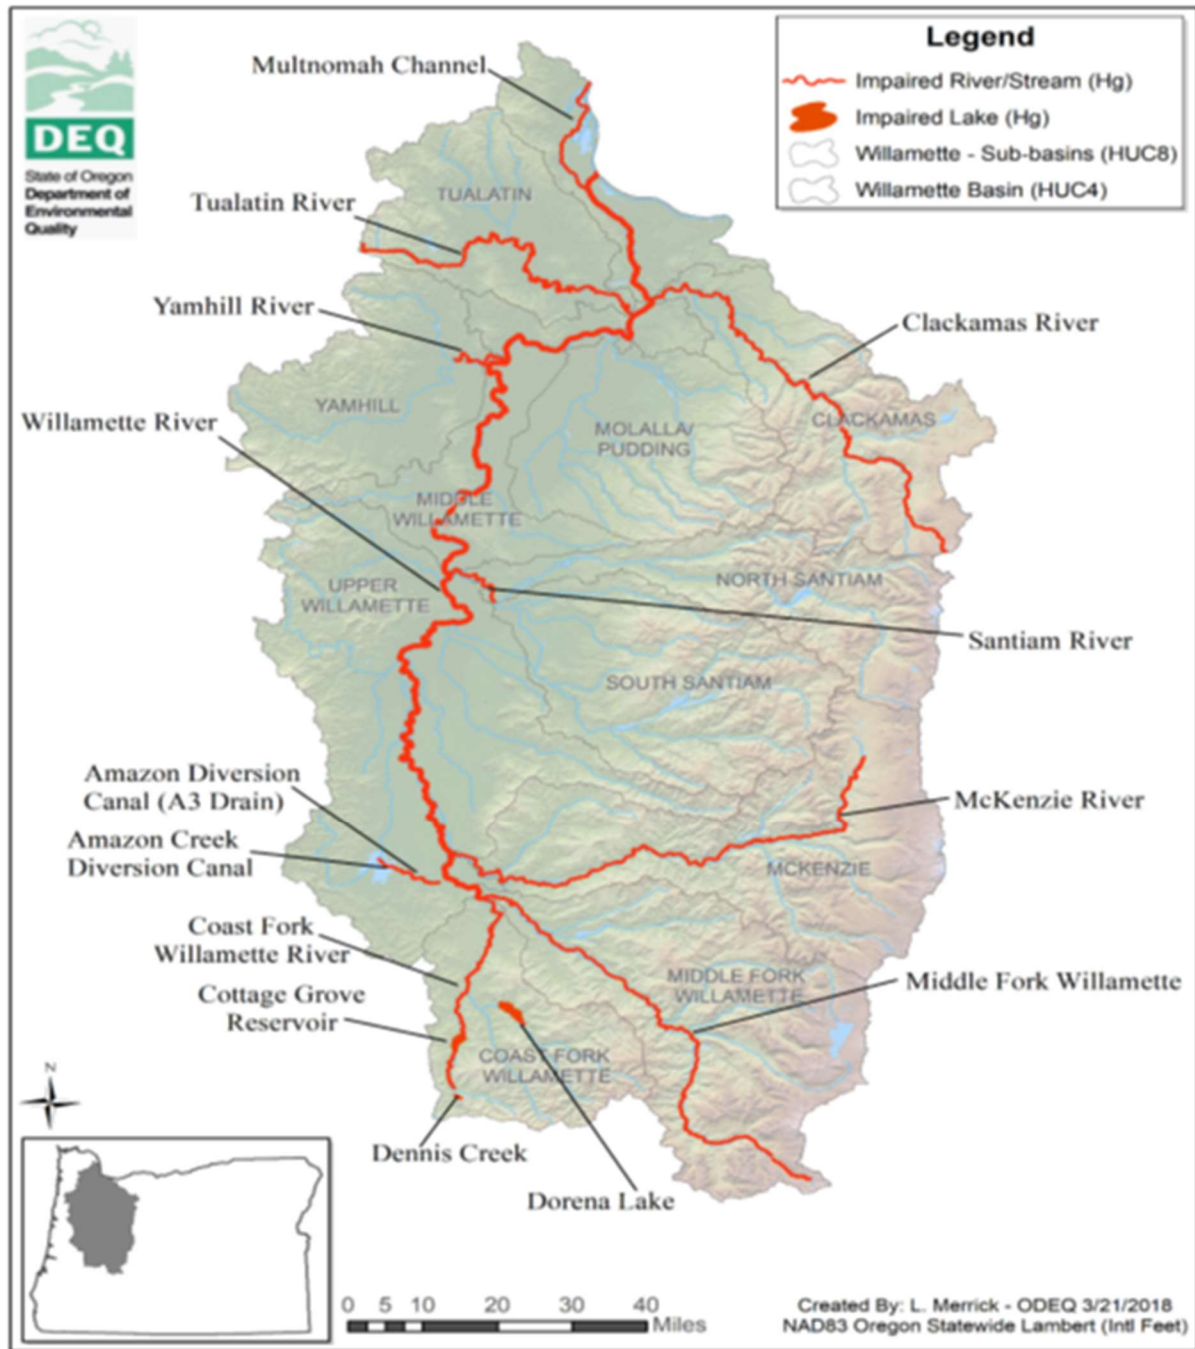 DEQ
State of Oregon
Department of
Environmental
Quality
Legend
Impaired River/Stream (Hg)
Impaired Lake (Hg)
Willamette - Sub-basins (HUC8)
Willamette Basin (HUC4)
Multnomah Channel
TUALATIN
Tualatin River
Yamhill River
Clackamas River
YAMHILL
Willamette River
CLACKAMAS
MOLALLA/
PUDDING
MIDDLE
WILLAMETTE
NORTH SANTIAM
UPPER
WILLAMETTE
Santiam River
SOUTH SANTIAM
Amazon Diversion
Canal (A3 Drain)
McKenzie River
Amazon Creek
Diversion Canal
MCKENZIE
Coast Fork
Willamette River
MIDDLE FORK
WILLAMETTE
Middle Fork Willamette
Cottage Grove
Reservoir
COAST FORK
WILLAMETTE
N
Dennis Creek
Dorena Lake
0 5 10 20 30 40
Miles
Created By: L. Merrick - ODEQ 3/21/2018
NAD83 Oregon Statewide Lambert (Intl Feet)